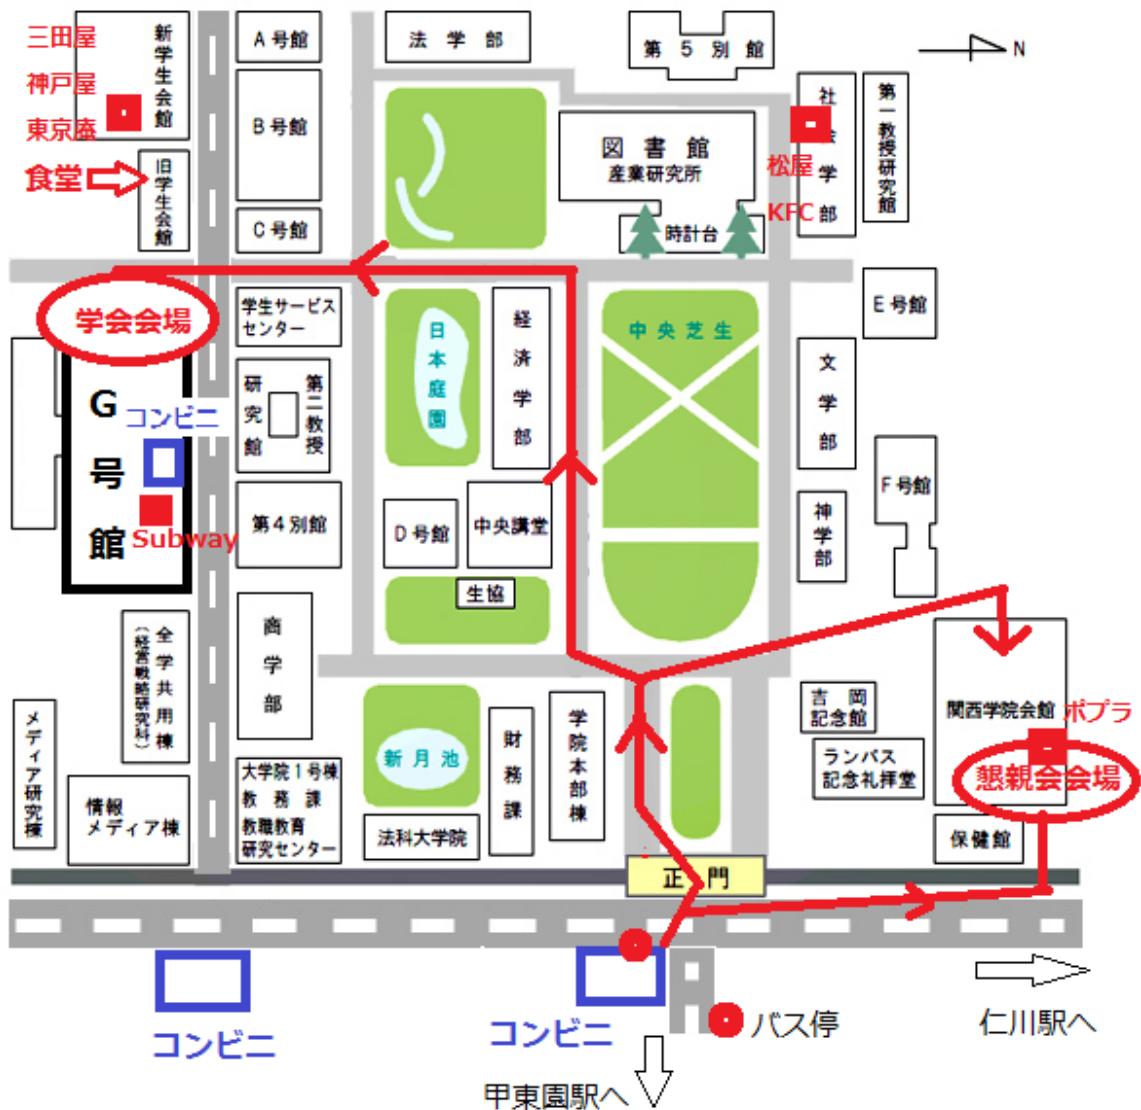 三田屋
神戸屋
東京庵
食堂
新学生会館
旧学生会館
A号館
B号館
C号館
法学部
第5別館
N
図書館
産業研究所
時計台
社会学部
松屋
KFC
第一教授研究館
学会会場
G号館
コンビニ
Subway
学生サービス
センター
第二教授
研究館
第4別館
日本庭園
経済学部
中央芝生
E号館
文学部
F号館
神学部
D号館
中央講堂
生協
全学共用棟
(経営戦略研究科)
商学部
メディア研究棟
情報
メディア棟
大学院1号棟
教務課
教職教育
研究センター
新月池
法科大学院
財務課
学院本部棟
吉岡
記念館
ランバス
記念礼拝堂
関西学院会館
ポプラ
懇親会会場
保健館
正門
コンビニ
コンビニ
バス停
仁川駅へ
甲東園駅へ